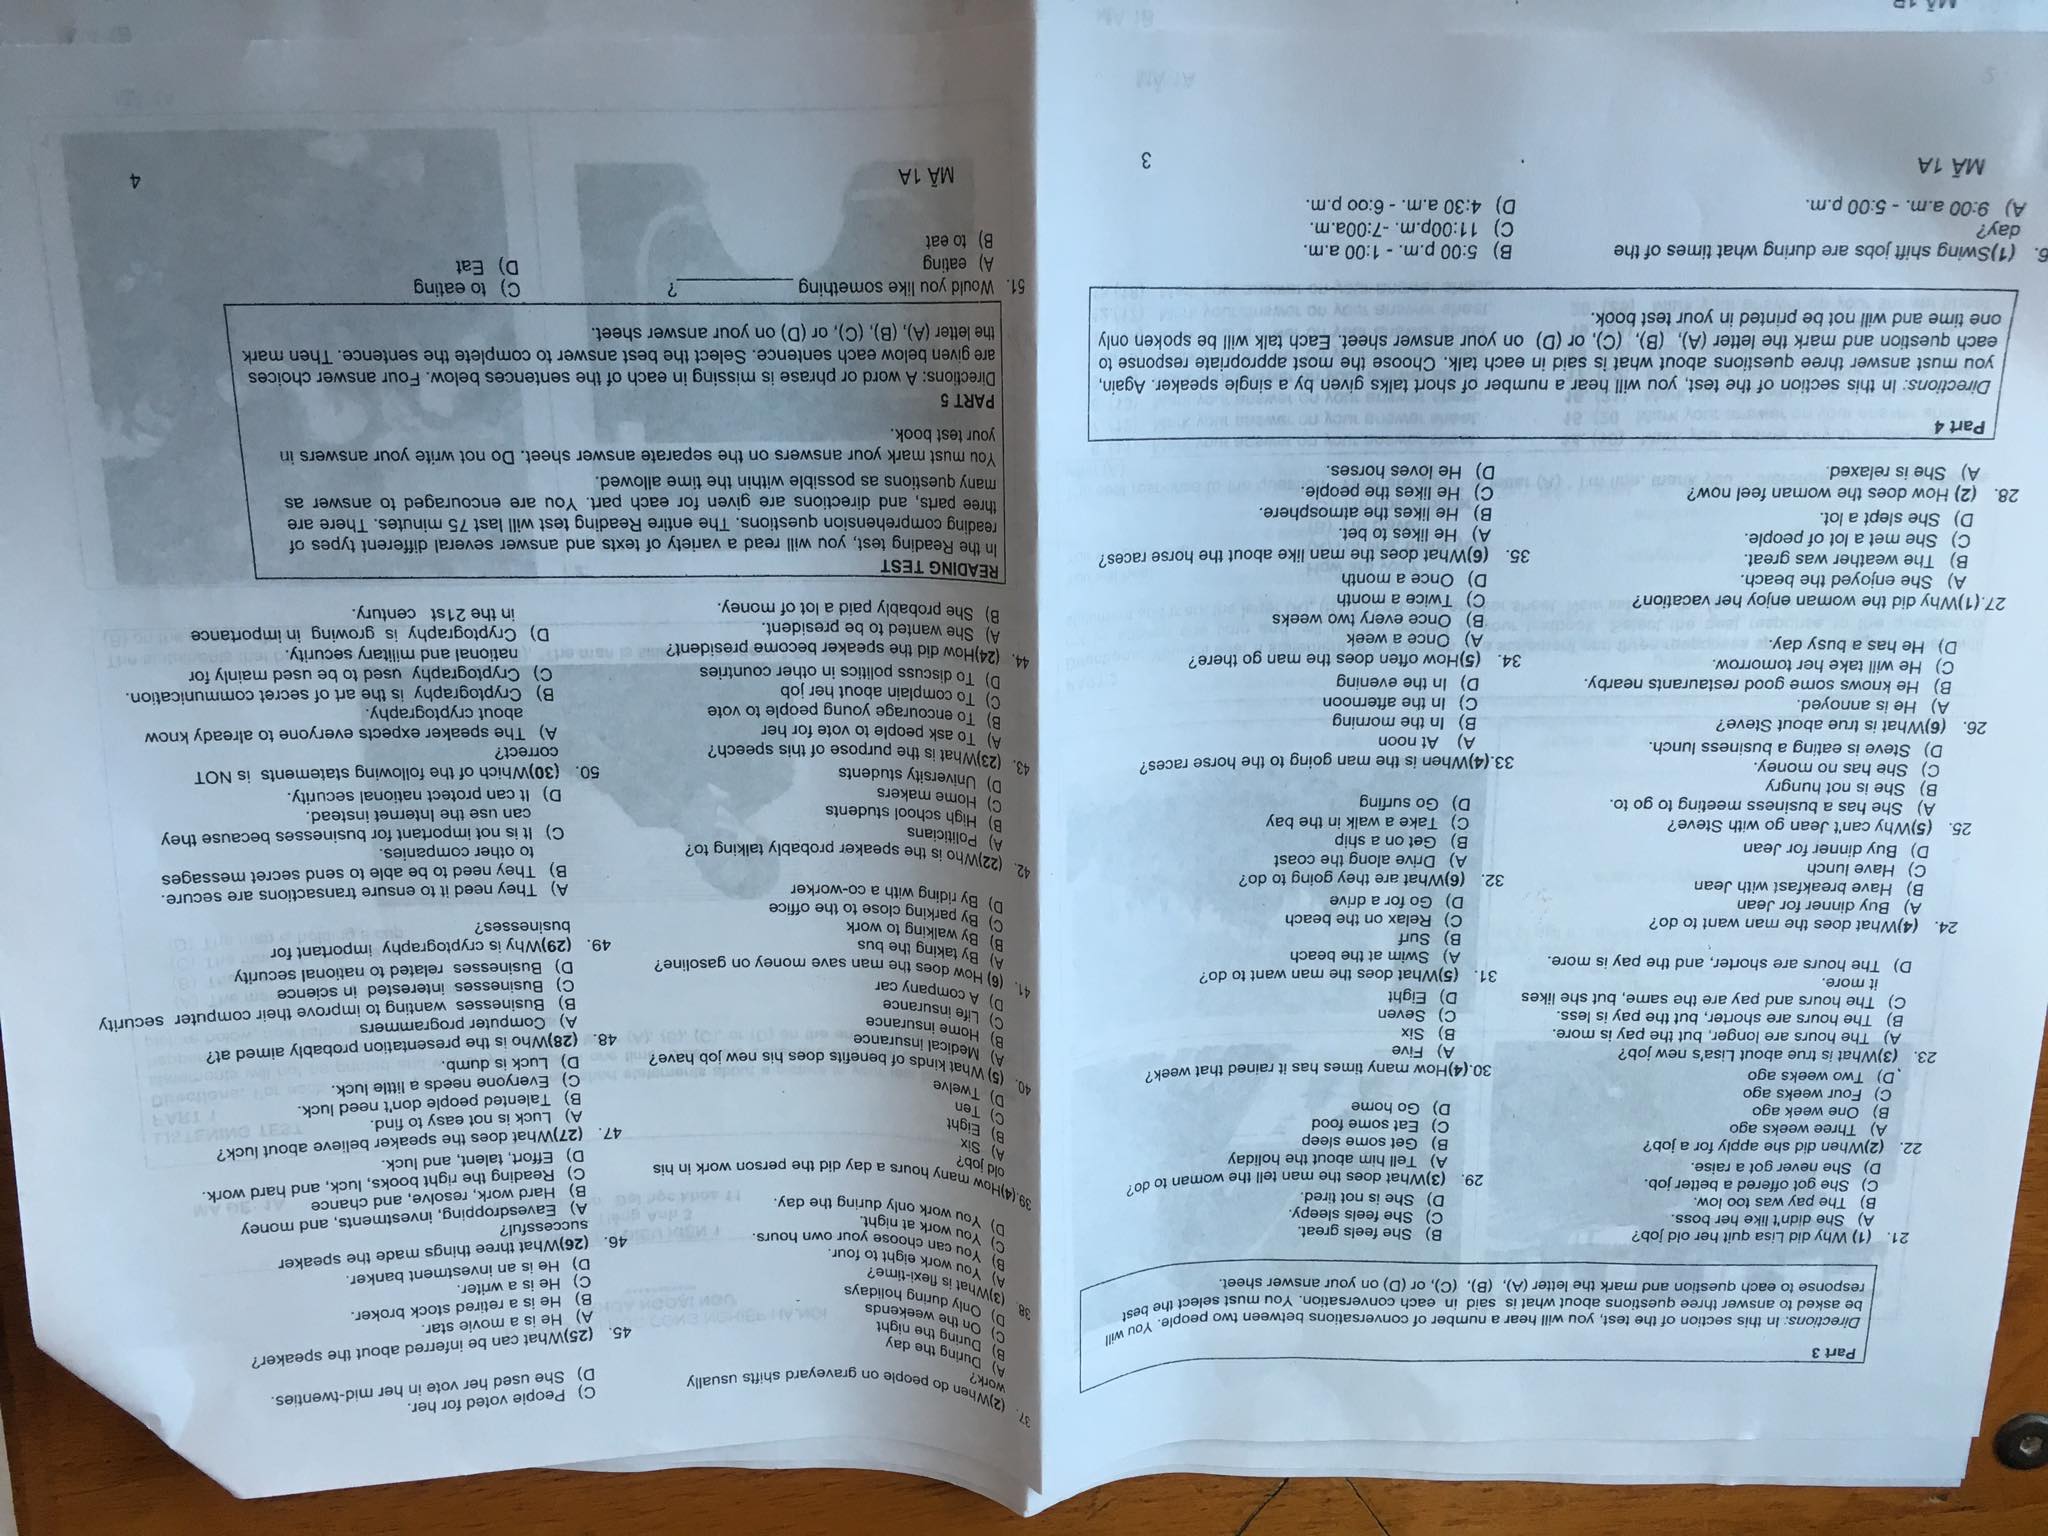 Part 3
Directions: In this section of the test, you will hear a number of conversations between two people. You will
be asked to answer three questions about what is said in each conversation. You must select the best
response to each question and mark the letter (A), (B), (C), or (D) on your answer sheet.
21. (1) Why did Lisa quit her old job?
A) She didn't like her boss.
B) The pay was too low.
C) She got offered a better job.
D) She never got a raise.
22. (2)When did she apply for a job?
A) Three weeks ago
B) One week ago
C) Four weeks ago
D) Two weeks ago
23. (3)What is true about Lisa's new job?
A) The hours are longer, but the pay is more.
B) The hours are shorter, but the pay is less.
C) The hours and pay are the same, but she likes
it more.
D) The hours are shorter, and the pay is more.
24. (4)What does the man want to do?
A) Buy dinner for Jean
B) Have breakfast with Jean
C) Have lunch
D) Buy dinner for Jean
25. (5)Why can't Jean go with Steve?
A) She has a business meeting to go to.
B) She is not hungry
C) She has no money.
D) Steve is eating a business lunch.
26. (6)What is true about Steve?
A) He is annoyed.
B) He knows some good restaurants nearby.
C) He will take her tomorrow.
D) He has a busy day.
27.(1)Why did the woman enjoy her vacation?
A) She enjoyed the beach.
B) The weather was great.
C) She met a lot of people.
D) She slept a lot.
28. (2) How does the woman feel now?
A) She is relaxed.
B) She feels great.
C) She feels sleepy.
D) She is not tired.
29. (3)What does the man tell the woman to do?
A) Tell him about the holiday
B) Get some sleep
C) Eat some food
D) Go home
30.(4)How many times has it rained that week?
A) Five
B) Six
C) Seven
D) Eight
31. (5)What does the man want to do?
A) Swim at the beach
B) Surf
C) Relax on the beach
D) Go for a drive
32. (6)What are they going to do?
A) Drive along the coast
B) Get on a ship
C) Take a walk in the bay
D) Go surfing
33.(4)When is the man going to the horse races?
A) At noon
B) In the morning
C) In the afternoon
D) In the evening
34. (5)How often does the man go there?
A) Once a week
B) Once every two weeks
C) Twice a month
D) Once a month
35. (6)What does the man like about the horse races?
A) He likes to bet.
B) He likes the atmosphere.
C) He likes the people.
D) He loves horses.
Part 4
Directions: In this section of the test, you will hear a number of short talks given by a single speaker. Again,
you must answer three questions about what is said in each talk. Choose the most appropriate response to
each question and mark the letter (A), (B), (C), or (D) on your answer sheet. Each talk will be spoken only
one time and will not be printed in your test book.
6. (1)Swing shift jobs are during what times of the
day?
A) 9:00 a.m. - 5:00 p.m.
B) 5:00 p.m. - 1:00 a.m.
C) 11:00p.m. -7:00a.m.
D) 4:30 a.m. - 6:oo p.m.
MÃ 1A
3
MÃ 1B
37. (2)When do people on graveyard shifts usually
work?
A) During the day
B) During the night
C) On the weekends
D) Only during holidays
38. (3)What is flexi-time?
A) You work eight to four.
B) You can choose your own hours.
C) You work at night.
D) You work only during the day.
39.(4)How many hours a day did the person work in his
old job?
A) Six
B) Eight
C) Ten
D) Twelve
40. (5) What kinds of benefits does his new job have?
A) Medical insurance
B) Home insurance
C) Life insurance
D) A company car
41. (6) How does the man save money on gasoline?
A) By taking the bus
B) By walking to work
C) By parking close to the office
D) By riding with a co-worker
42. (22)Who is the speaker probably talking to?
A) Politicians
B) High school students
C) Home makers
D) University students
43. (23)What is the purpose of this speech?
A) To ask people to vote for her
B) To encourage young people to vote
C) To complain about her job
D) To discuss politics in other countries
44. (24)How did the speaker become president?
A) She wanted to be president.
B) She probably paid a lot of money.
C) People voted for her.
D) She used her vote in her mid-twenties.
45. (25)What can be inferred about the speaker?
A) He is a movie star.
B) He is a retired stock broker.
C) He is a writer.
D) He is an investment banker.
46. (26)What three things made the speaker
successful?
A) Eavesdropping, investments, and money
B) Hard work, resolve, and chance
C) Reading the right books, luck, and hard work.
D) Effort, talent, and luck.
47. (27)What does the speaker believe about luck?
A) Luck is not easy to find.
B) Talented people don't need luck.
C) Everyone needs a little luck.
D) Luck is dumb.
48. (28)Who is the presentation probably aimed at?
A) Computer programmers
B) Businesses wanting to improve their computer security
C) Businesses interested in science
D) Businesses related to national security
49. (29)Why is cryptography important for
businesses?
A) They need it to ensure transactions are secure.
B) They need to be able to send secret messages
to other companies.
C) It is not important for businesses because they
can use the Internet instead.
D) It can protect national security.
50. (30)Which of the following statements is NOT
correct?
A) The speaker expects everyone to already know
about cryptography.
B) Cryptography is the art of secret communication.
C) Cryptography used to be used mainly for
national and military security.
D) Cryptography is growing in importance
in the 21st century.
READING TEST
In the Reading test, you will read a variety of texts and answer several different types of
reading comprehension questions. The entire Reading test will last 75 minutes. There are
three parts, and directions are given for each part. You are encouraged to answer as
many questions as possible within the time allowed.
You must mark your answers on the separate answer sheet. Do not write your answers in
your test book.
PART 5
Directions: A word or phrase is missing in each of the sentences below. Four answer choices
are given below each sentence. Select the best answer to complete the sentence. Then mark
the letter (A), (B), (C), or (D) on your answer sheet.
51. Would you like something ____________?
A) eating
B) to eat
C) to eating
D) Eat
MÃ 1A
4